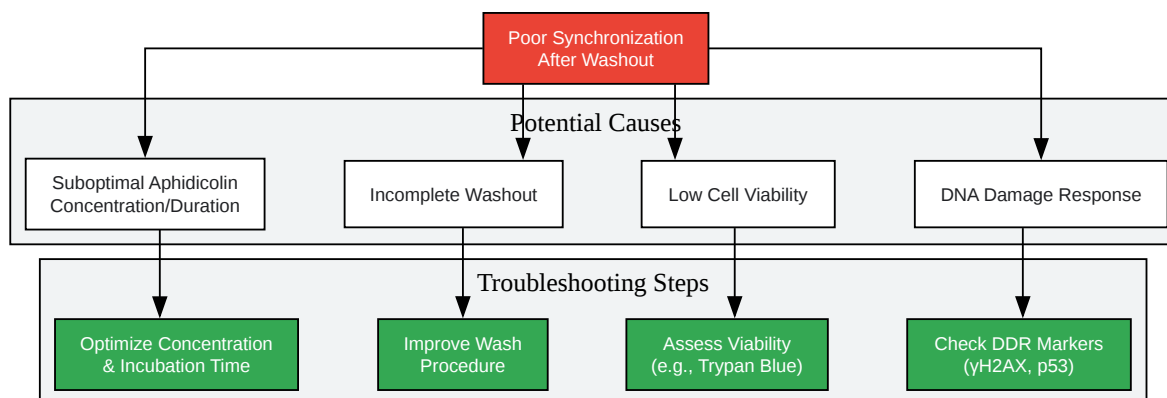 Poor Synchronization
After Washout
Potential Causes
Suboptimal Aphidicolin
Concentration/Duration
Incomplete Washout
Low Cell Viability
DNA Damage Response
Troubleshooting Steps
Optimize Concentration
& Incubation Time
Improve Wash
Procedure
Assess Viability
(e.g., Trypan Blue)
Check DDR Markers
(γH2AX, p53)